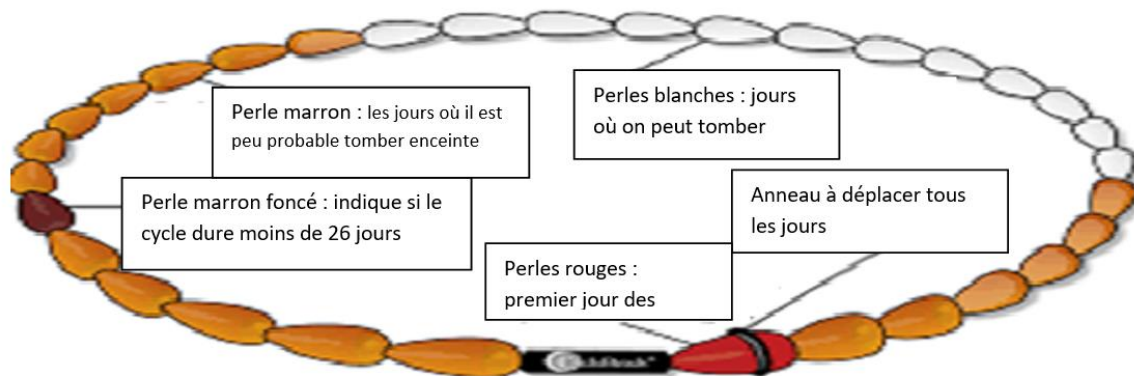 Perle marron : les jours où il est
peu probable tomber enceinte
Perles blanches : jours
où on peut tomber
Perle marron foncé : indique si le
cycle dure moins de 26 jours
Anneau à déplacer tous
les jours
Perles rouges :
premier jour des